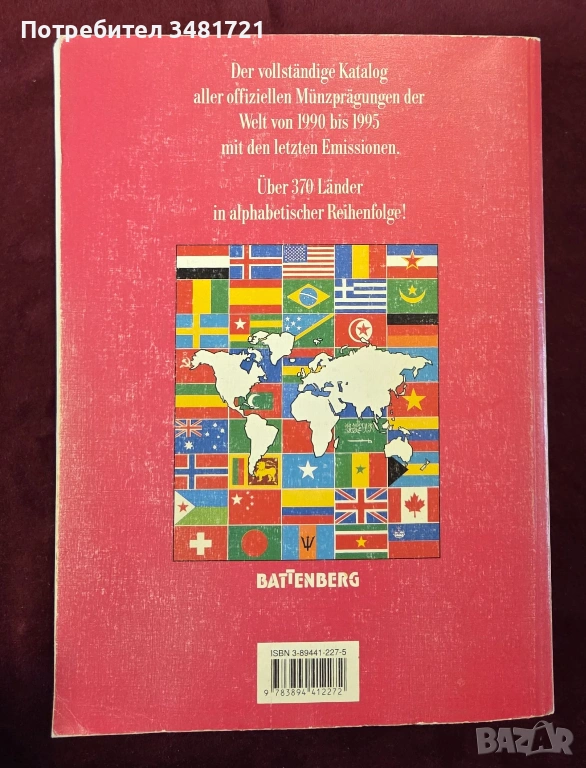 Потребител 3481721
Der vollständige Katalog
aller offiziellen Münzprägungen der
Welt von 1990 bis 1995
mit den letzten Emissionen.
Über 370 Länder
in alphabetischer Reihenfolge!
BATTENBERG
ISBN 3-89441-227-5
9 783894 412272
BAZAR